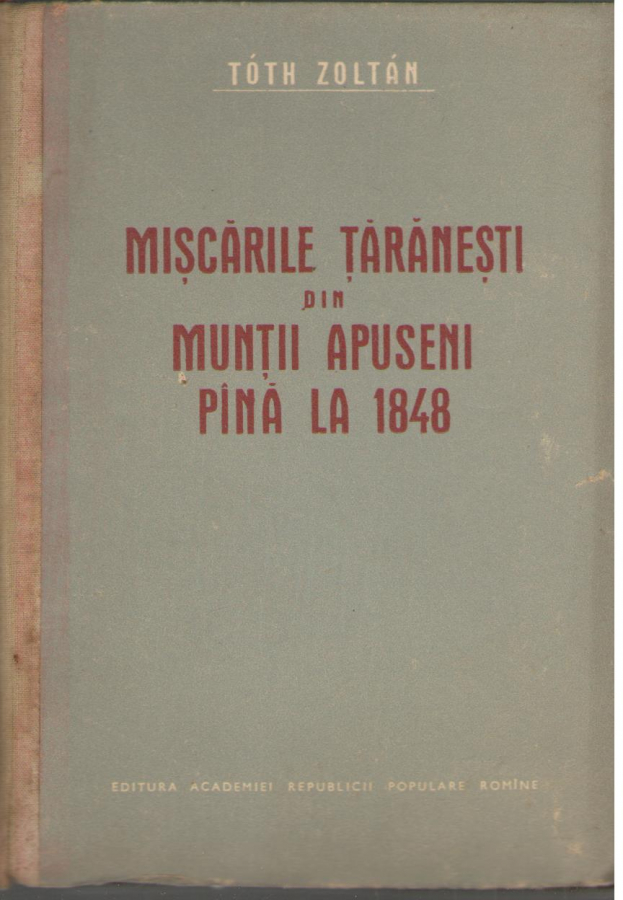 TÓTH ZOLTÁN
MIȘCĂRILE ȚĂRĂNEȘTI
DIN
MUNȚII APUSENI
PÎNĂ LA 1848
EDITURA ACADEMIEI REPUBLICII POPULARE ROMÎNE